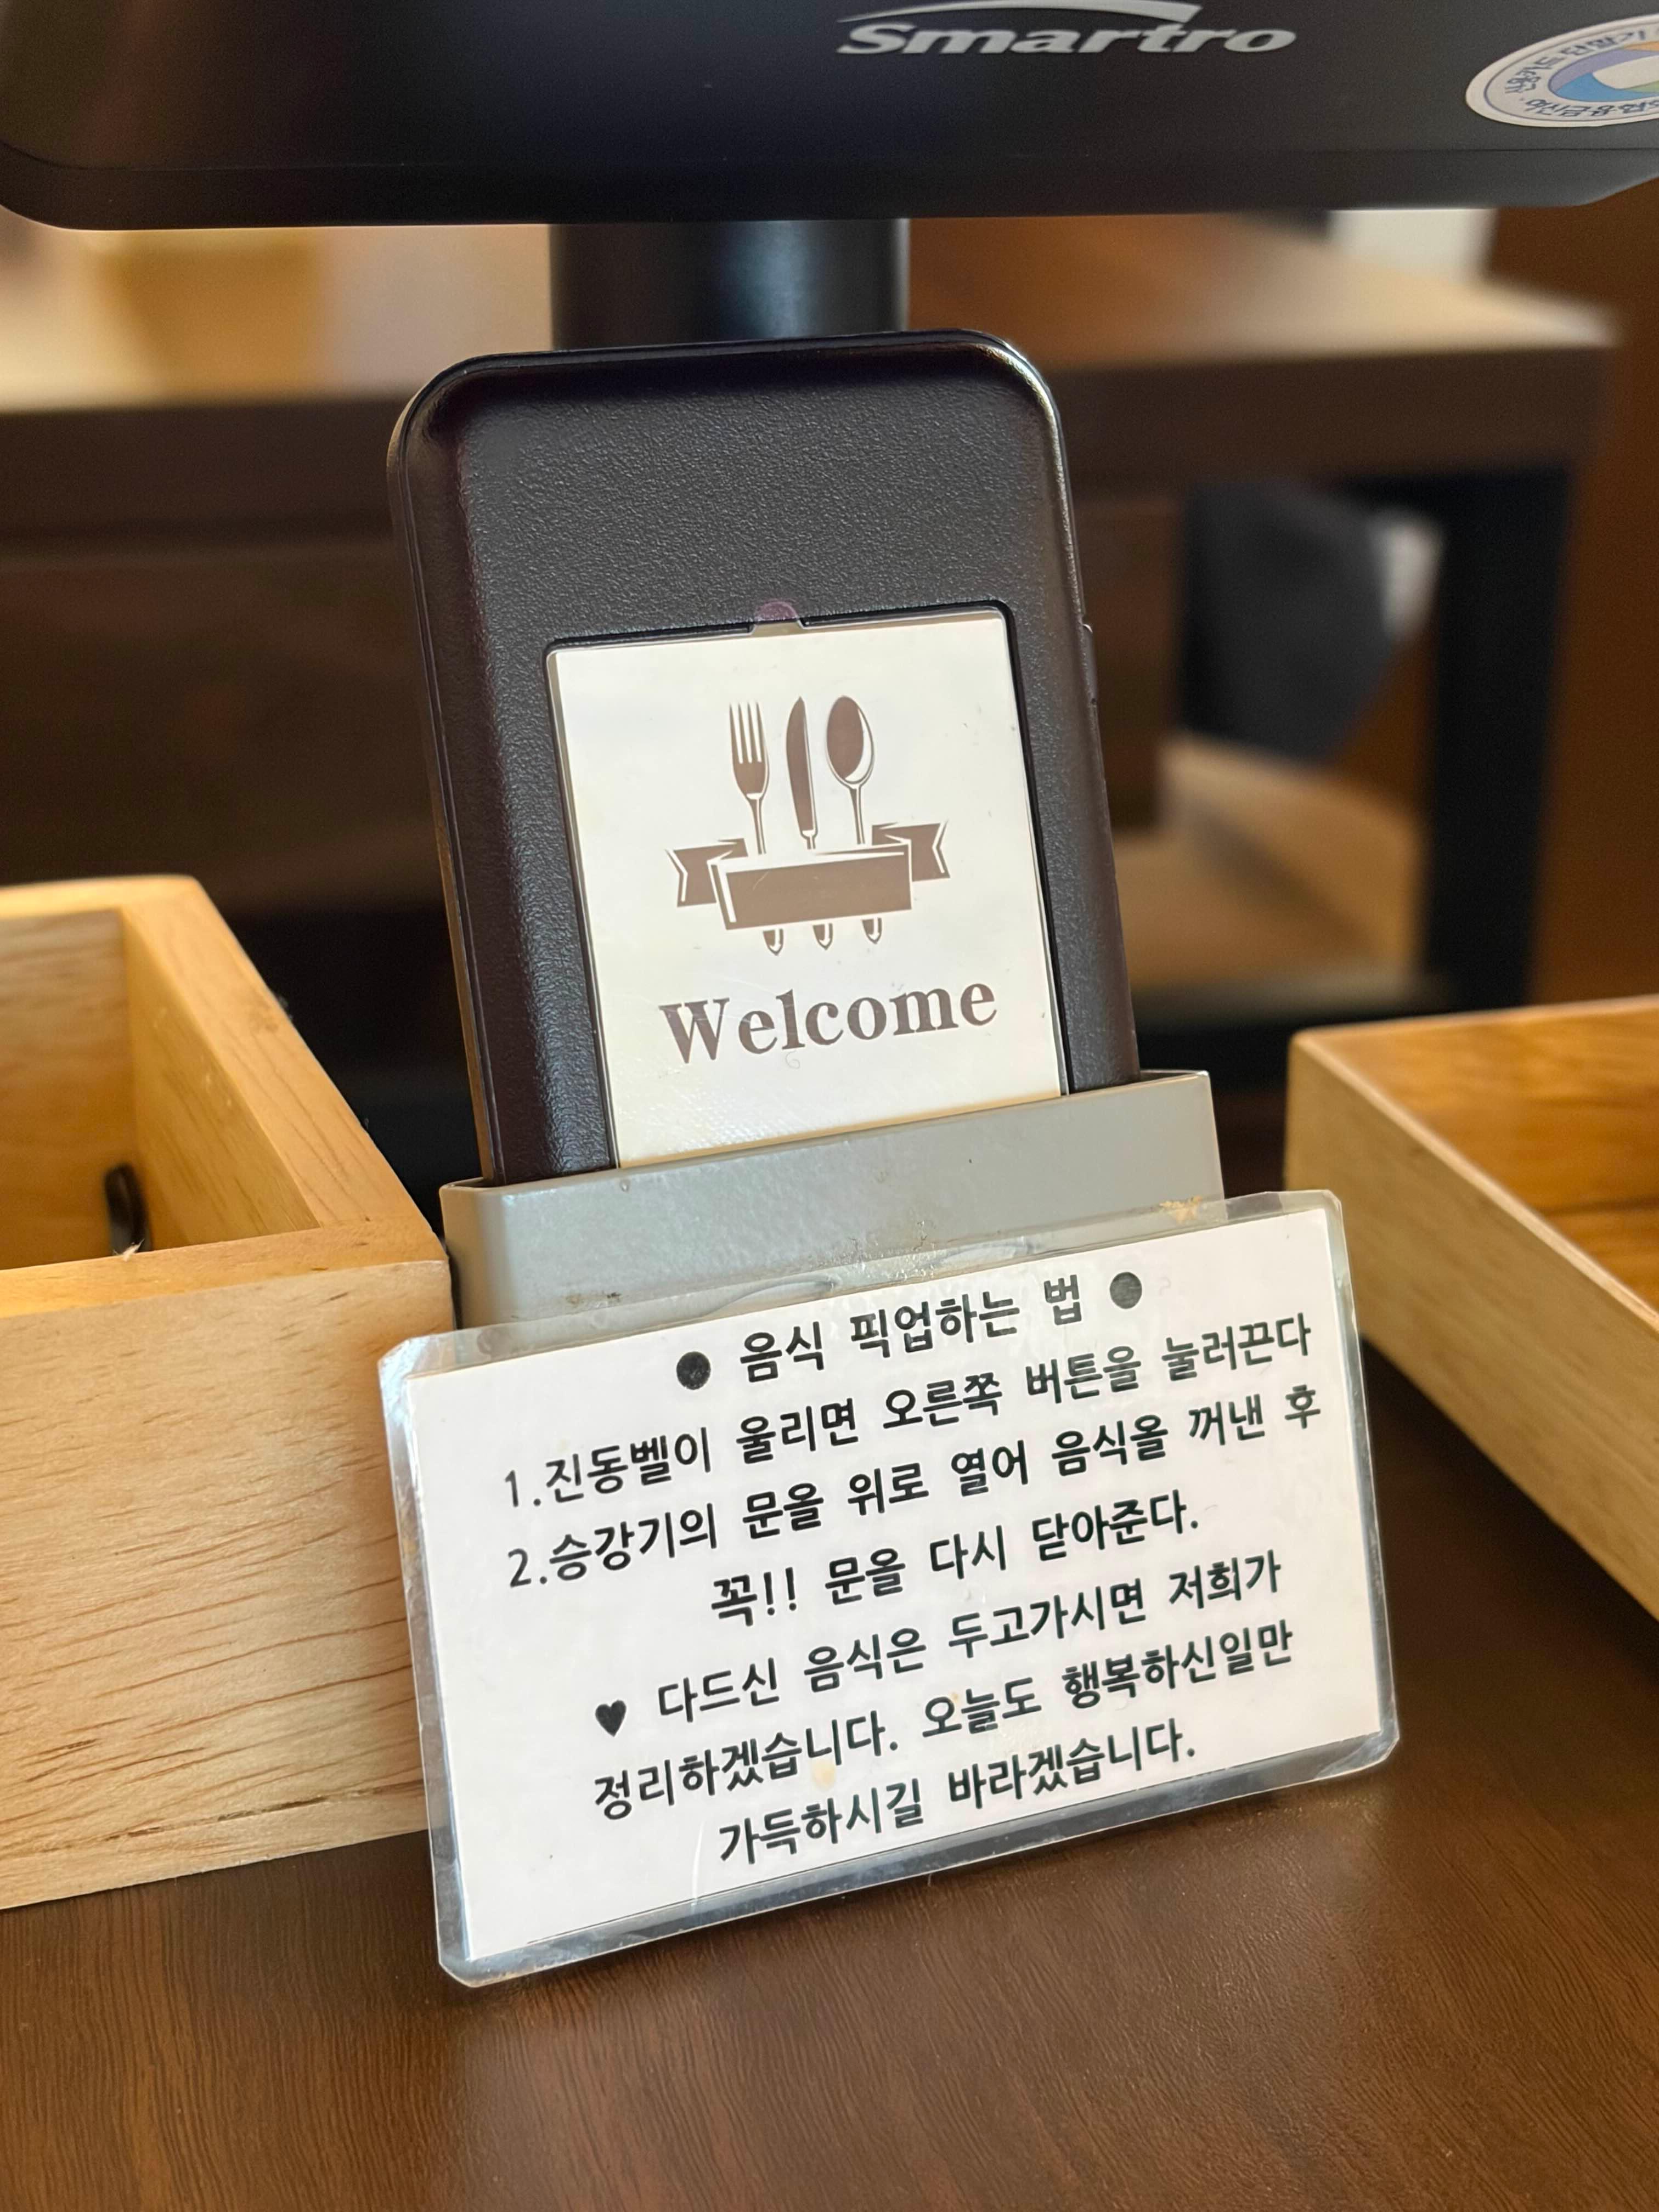 Smartro
Welcome
● 음식 픽업하는 법 ●
1.진동벨이 울리면 오른쪽 버튼을 눌러끈다
2.승강기의 문을 위로 열어 음식을 꺼낸 후
꼭!! 문을 다시 닫아준다.
♥ 다드신 음식은 두고가시면 저희가
정리하겠습니다. 오늘도 행복하신일만
가득하시길 바라겠습니다.